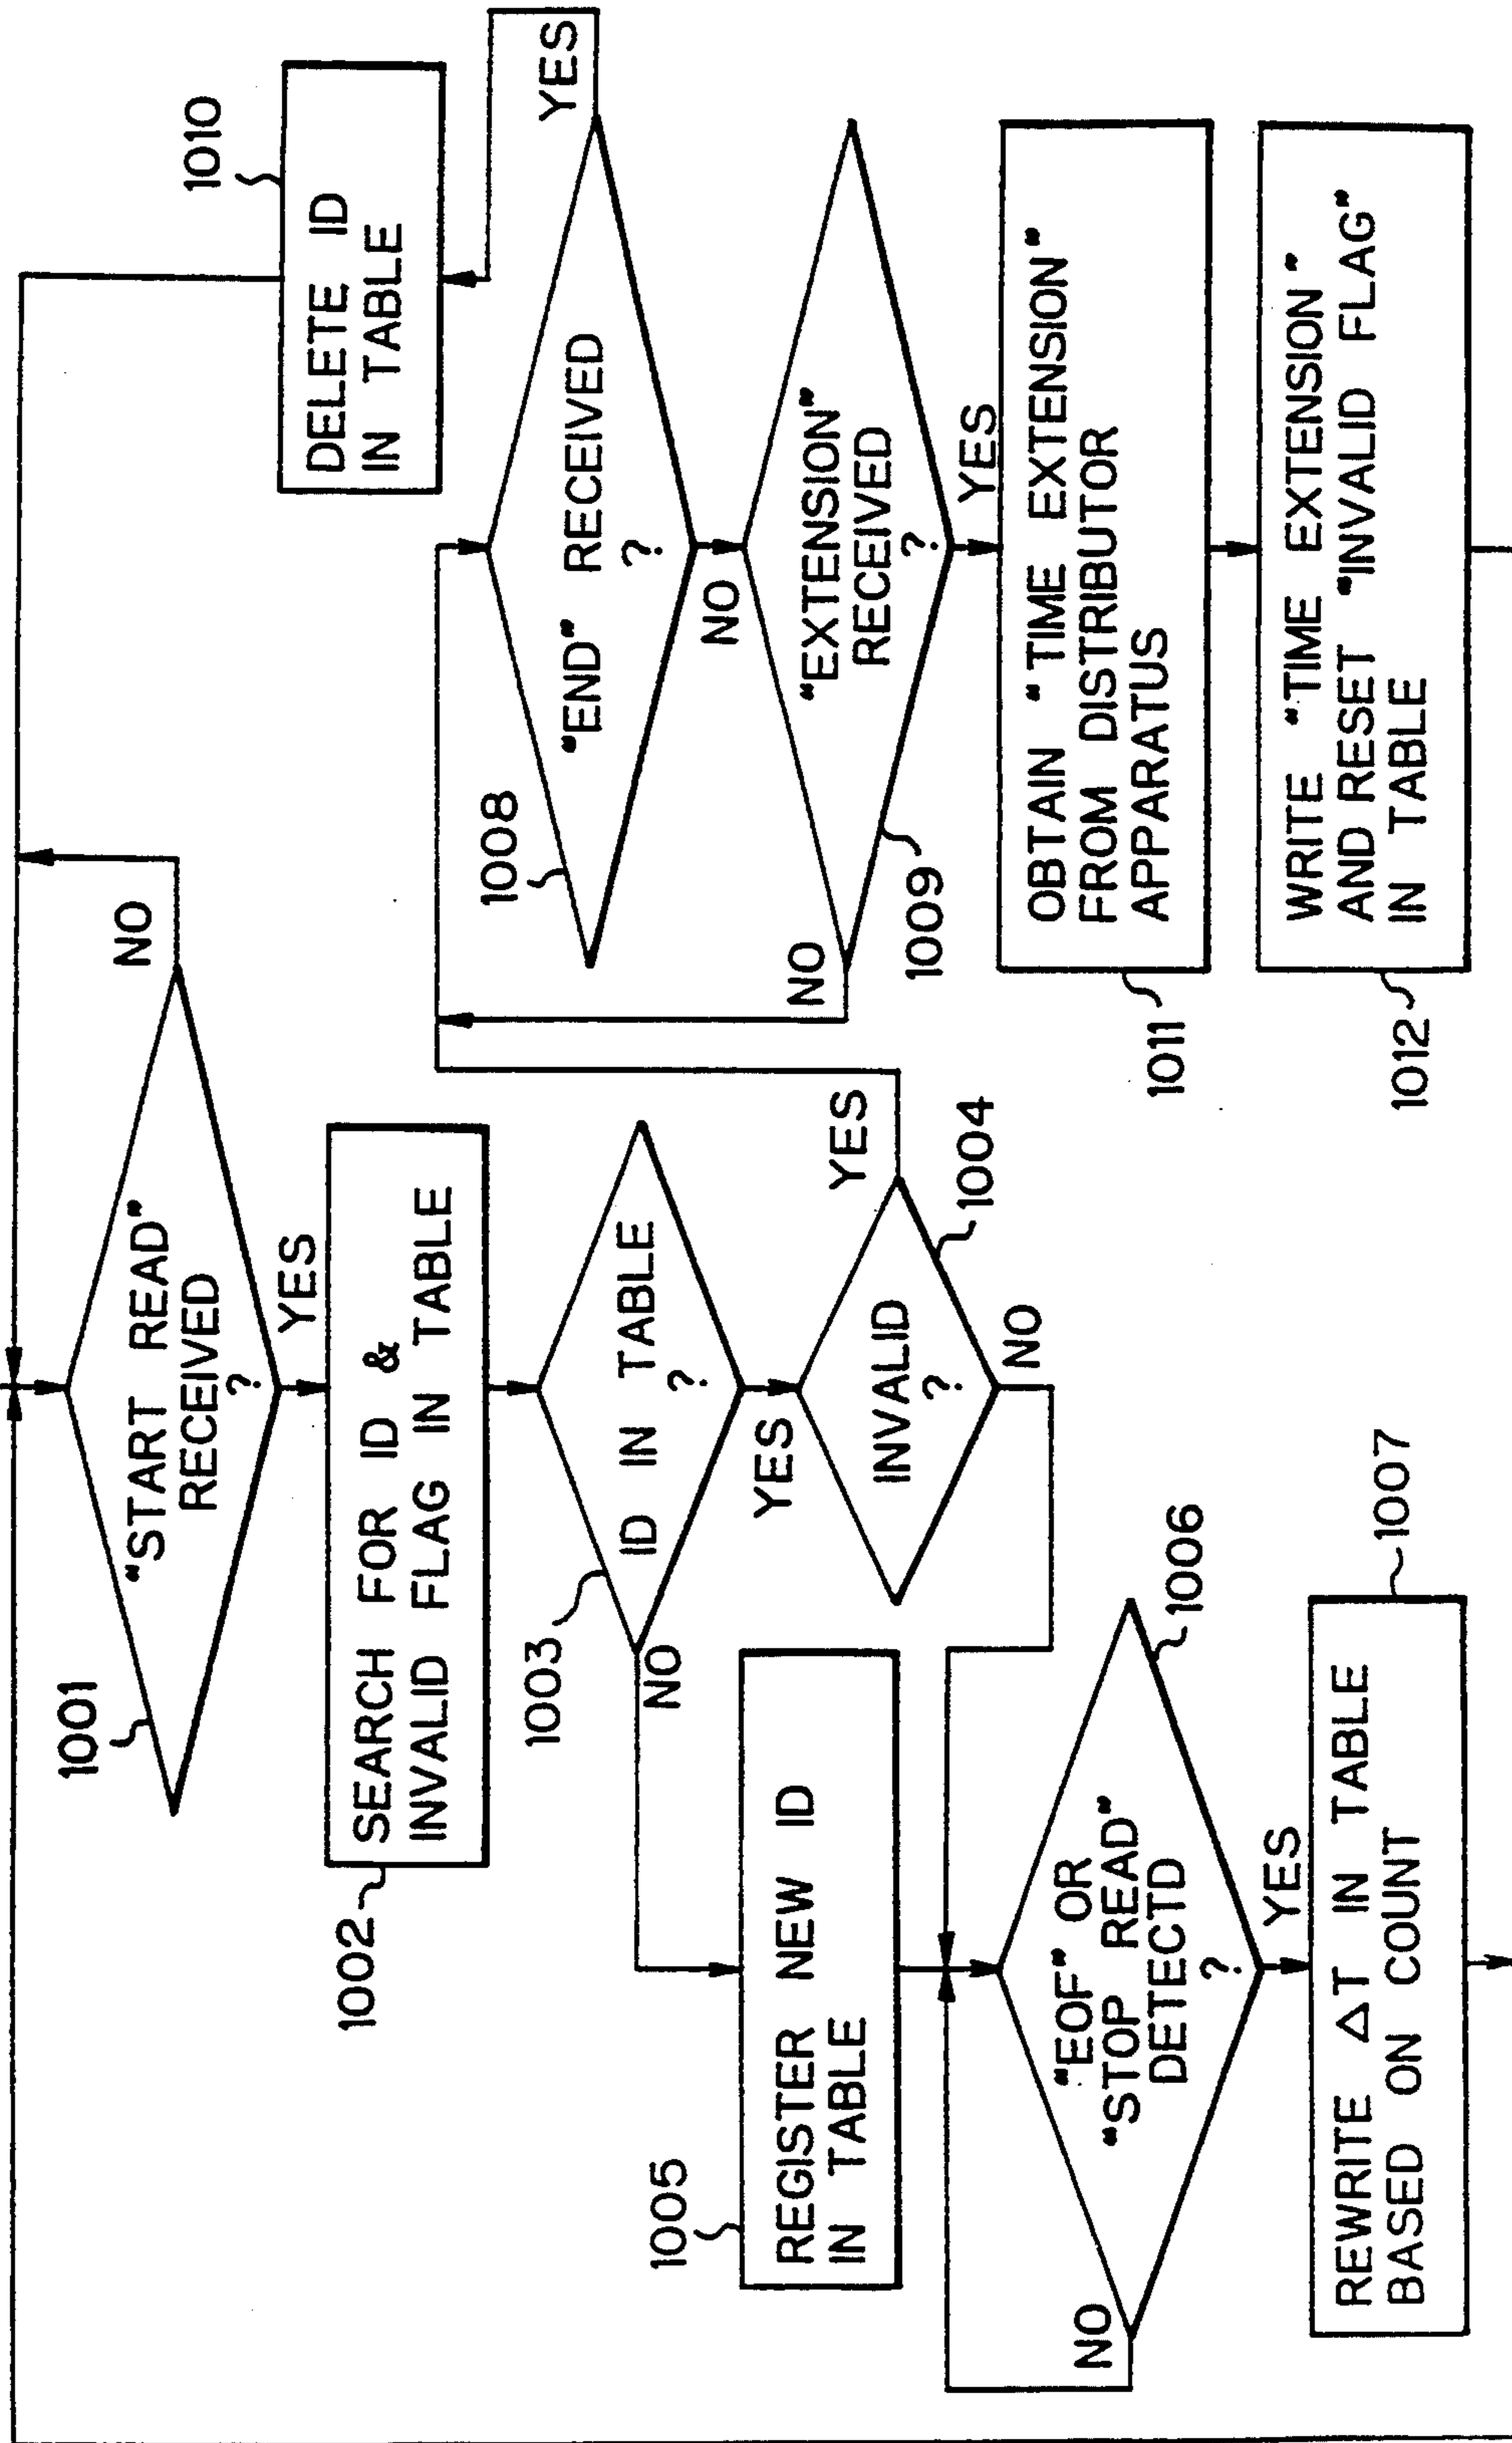 1001
"START READ"
RECEIVED
?
NO
YES
1002
SEARCH FOR ID &
INVALID FLAG IN TABLE
1003
ID IN TABLE
?
NO
YES
INVALID
?
1004
YES
NO
1005
REGISTER NEW ID
IN TABLE
1006
"EOF" OR
"STOP READ"
DETECTD
?
NO
YES
1007
REWRITE ΔT IN TABLE
BASED ON COUNT
1008
"END" RECEIVED
?
YES
NO
1010
DELETE ID
IN TABLE
1009
"EXTENSION"
RECEIVED
?
NO
YES
1011
OBTAIN "TIME EXTENSION"
FROM DISTRIBUTOR
APPARATUS
1012
WRITE "TIME EXTENSION"
AND RESET "INVALID FLAG"
IN TABLE